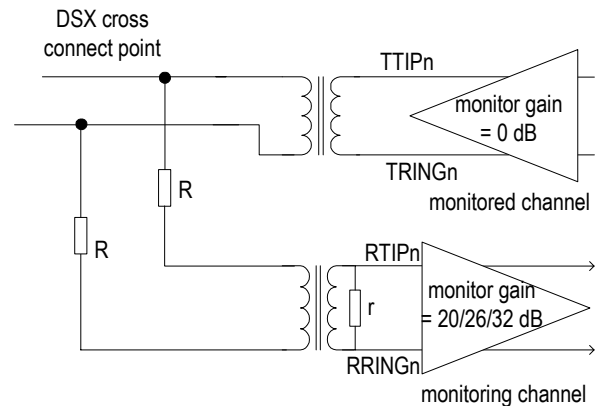 DSX cross
connect point
TTIPn
monitor gain
= 0 dB
TRINGn
monitored channel
R
R
RTIPn
monitor gain
= 20/26/32 dB
r
RRINGn
monitoring channel